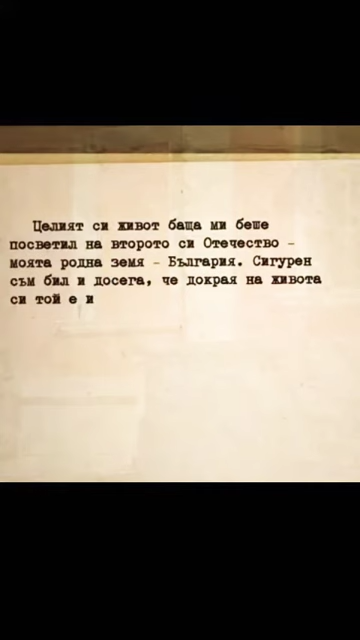 Целият си живот баща ми беше
посветил на второто си Отечество –
моята родна земя – България. Сигурен
съм бил и досега, че докрая на живота
си той е и